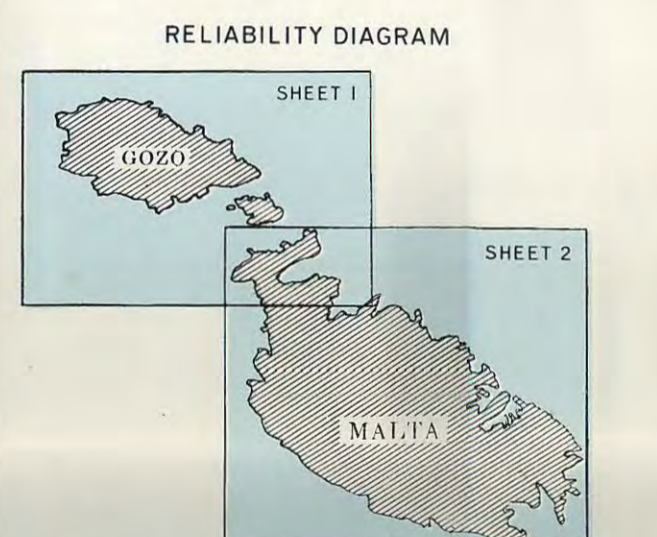 RELIABILITY DIAGRAM
SHEET 1
GOZO
SHEET 2
MALTA